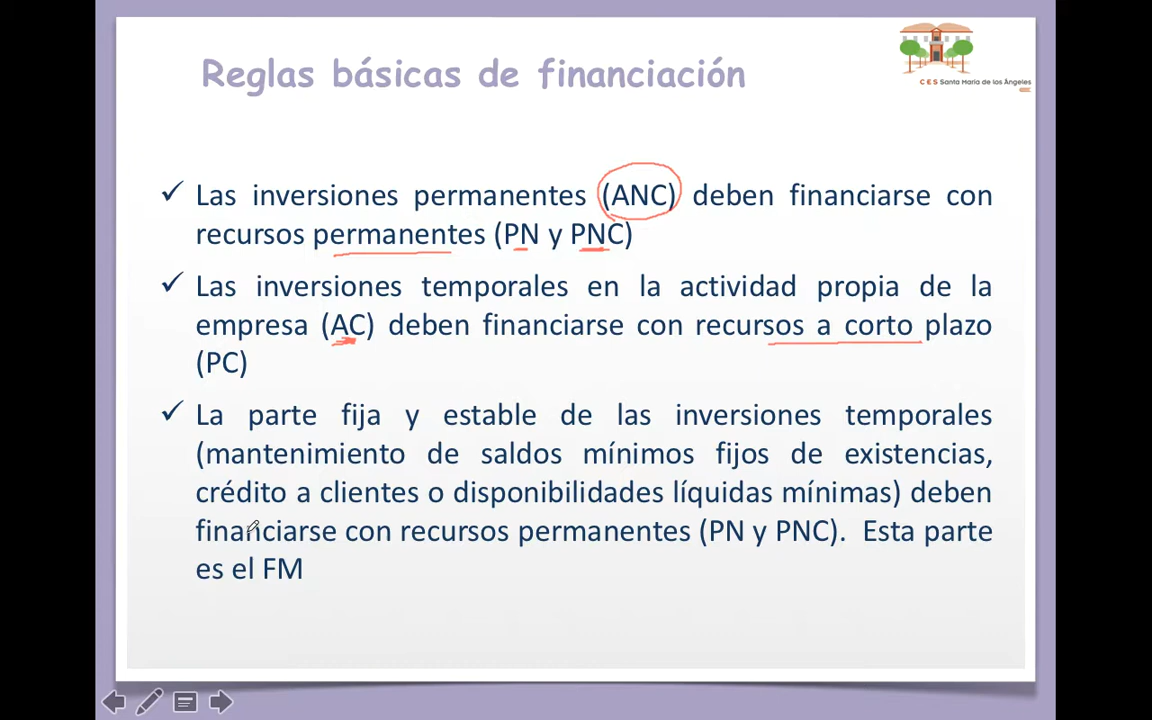 Reglas básicas de financiación
C E S Santa María de los Ángeles
✓ Las inversiones permanentes (ANC) deben financiarse con
recursos permanentes (PN y PNC)
✓ Las inversiones temporales en la actividad propia de la
empresa (AC) deben financiarse con recursos a corto plazo
(PC)
✓ La parte fija y estable de las inversiones temporales
(mantenimiento de saldos mínimos fijos de existencias,
crédito a clientes o disponibilidades líquidas mínimas) deben
financiarse con recursos permanentes (PN y PNC). Esta parte
es el FM